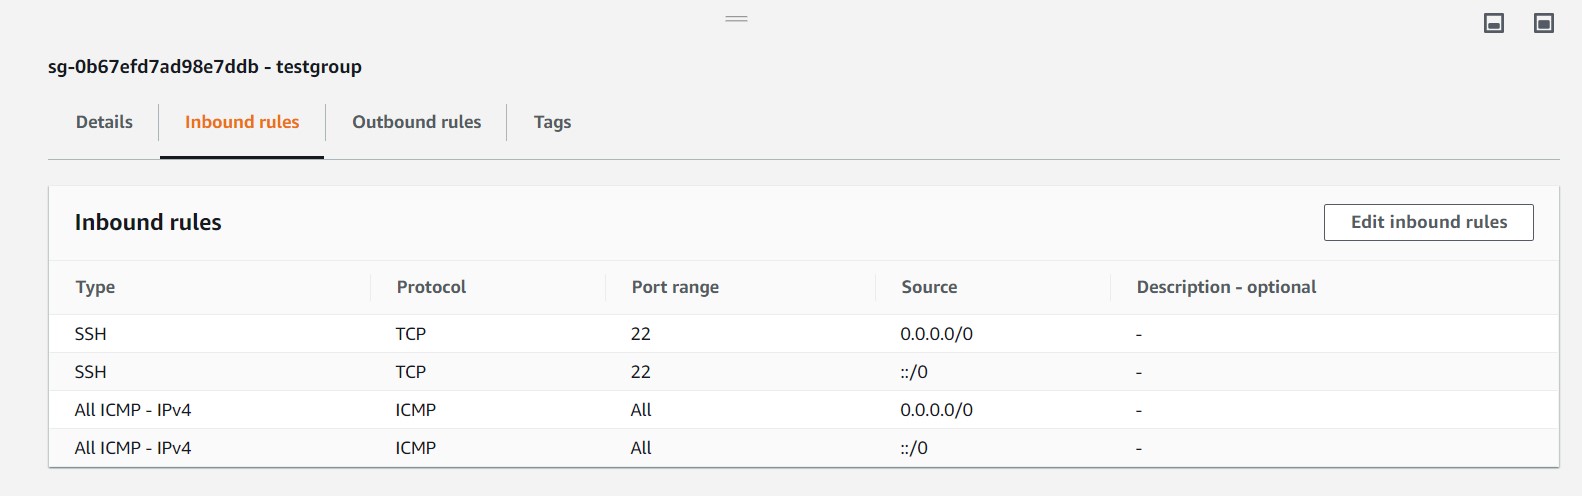 sg-0b67efd7ad98e7ddb - testgroup
Details Inbound rules Outbound rules Tags
Inbound rules Edit inbound rules
Type Protocol Port range Source Description - optional
SSH TCP 22 0.0.0.0/0 -
SSH TCP 22 ::/0 -
All ICMP - IPv4 ICMP All 0.0.0.0/0 -
All ICMP - IPv4 ICMP All ::/0 -